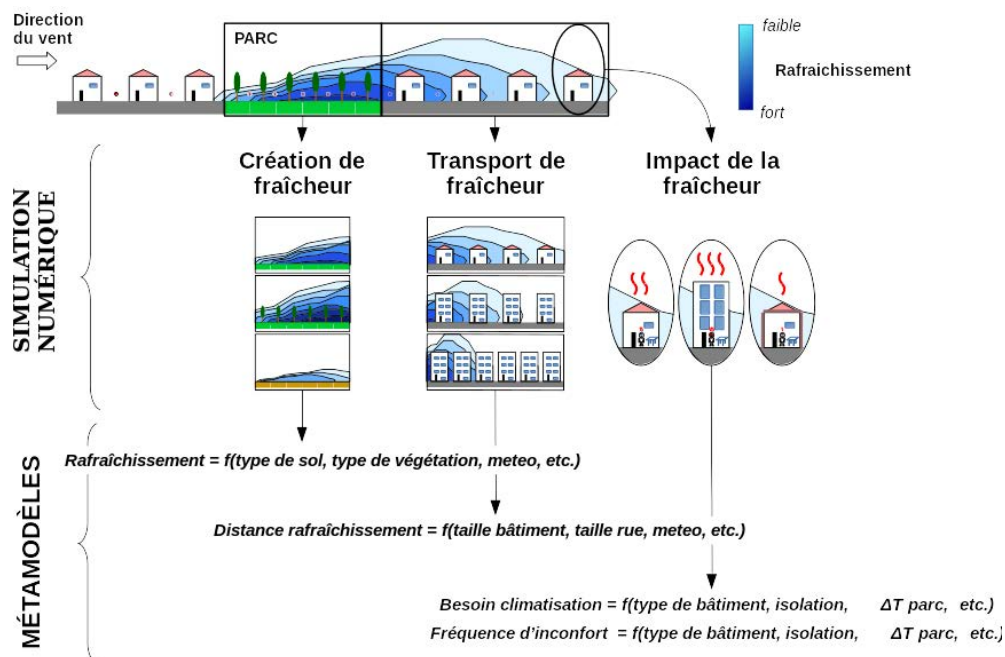 Direction
du vent
PARC
faible
Rafraichissement
fort
Création de
fraîcheur
Transport de
fraîcheur
Impact de la
fraîcheur
SIMULATION
NUMÉRIQUE
MÉTAMODÈLES
Rafraîchissement = f(type de sol, type de végétation, meteo, etc.)
Distance rafraîchissement = f(taille bâtiment, taille rue, meteo, etc.)
Besoin climatisation = f(type de bâtiment, isolation, ΔT parc, etc.)
Fréquence d'inconfort = f(type de bâtiment, isolation, ΔT parc, etc.)